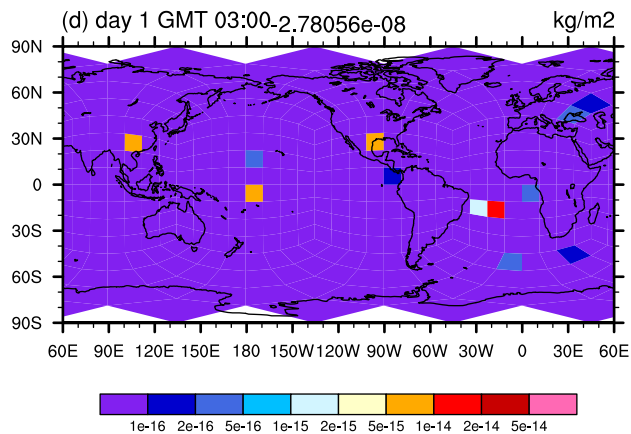 (d) day 1 GMT 03:00-2.78056e-08 kg/m2
90N
60N
30N
0
30S
60S
90S
60E 90E 120E 150E 180 150W 120W 90W 60W 30W 0 30E 60E
1e-16 2e-16 5e-16 1e-15 2e-15 5e-15 1e-14 2e-14 5e-14